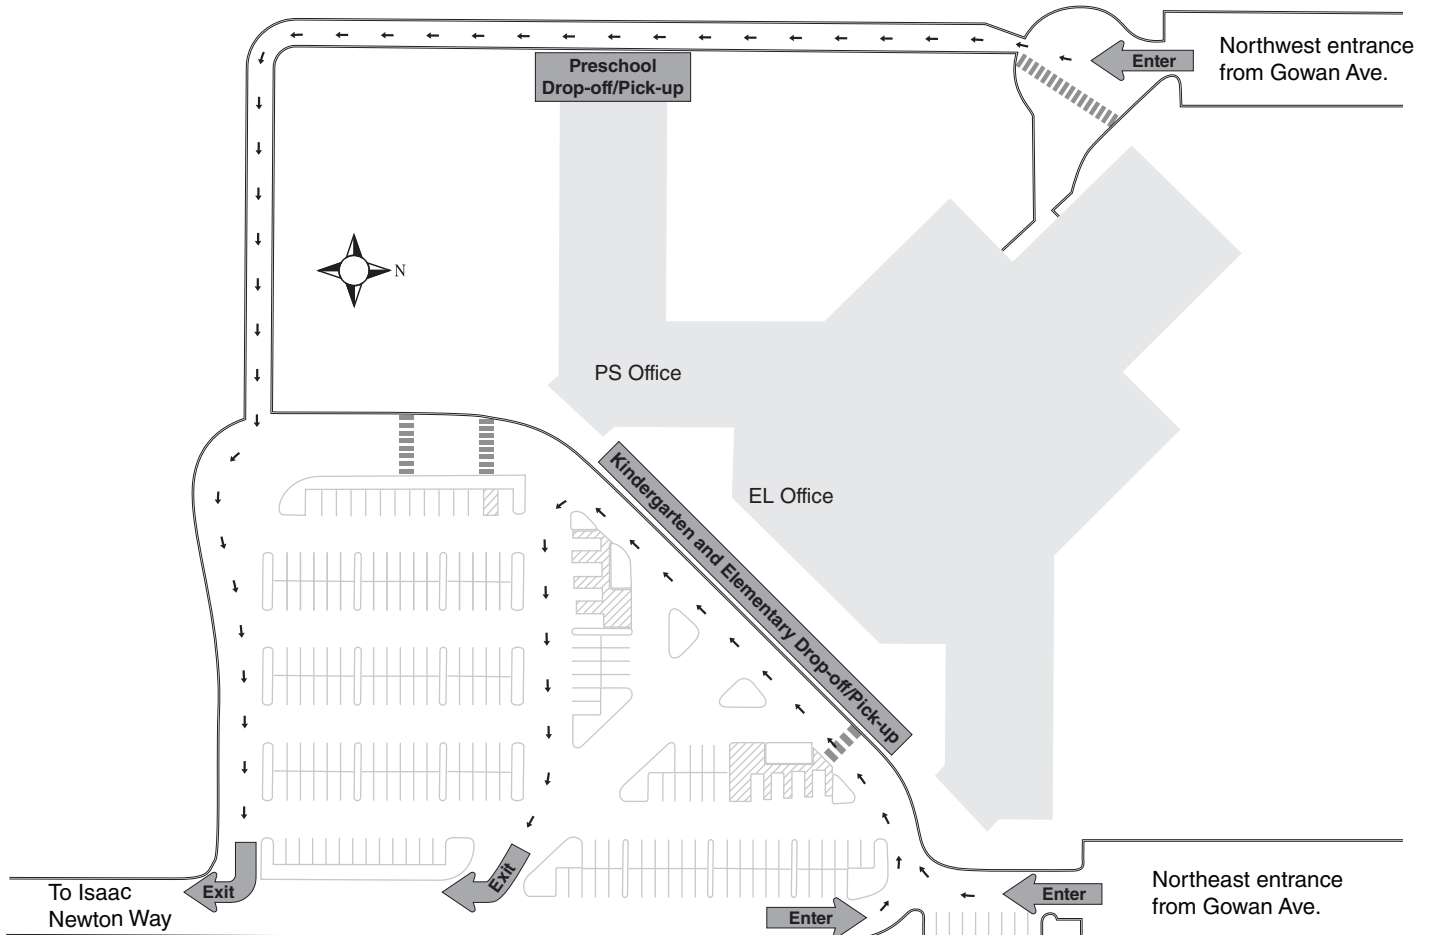 Northwest entrance
from Gowan Ave.
Enter
Preschool
Drop-off/Pick-up
N
PS Office
EL Office
Kindergarten and Elementary Drop-off/Pick-up
Exit
To Isaac
Newton Way
Exit
Enter
Enter
Northeast entrance
from Gowan Ave.